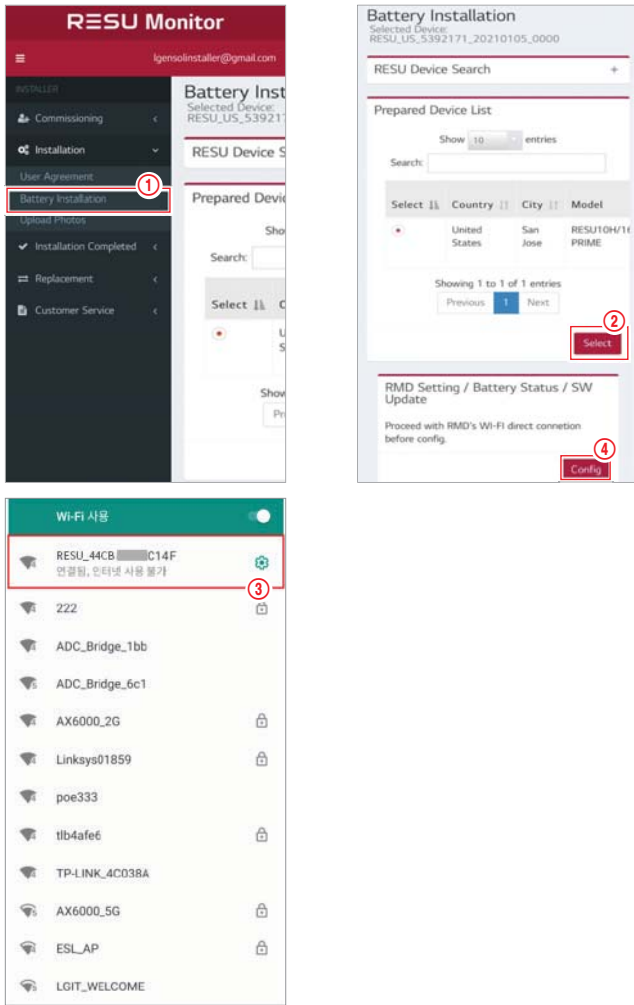 RESU Monitor
lgensolinstaller@gmail.com
INSTALLER
Commissioning
Installation
User Agreement
Battery Installation
Upload Photos
Installation Completed
Replacement
Customer Service
1
Battery Inst
Selected Device:
RESU_US_53921
RESU Device S
Prepared Devi
Sho
Search:
Select
Show
Pr
Battery Installation
Selected Device:
RESU_US_5392171_20210105_0000
RESU Device Search +
Prepared Device List
Show 10 entries
Search:
Select Country City Model
United San RESU10H/16
States Jose PRIME
Showing 1 to 1 of 1 entries
Previous 1 Next
2
Select
RMD Setting / Battery Status / SW
Update
Proceed with RMD's WI-FI direct connetion
before config.
4
Config
Wi-Fi 사용
RESU_44CB C14F
연결됨, 인터넷 사용 불가
3
222
ADC_Bridge_1bb
ADC_Bridge_6c1
AX6000_2G
Linksys01859
poe333
tlb4afe6
TP-LINK_4C038A
AX6000_5G
ESL_AP
LGIT_WELCOME